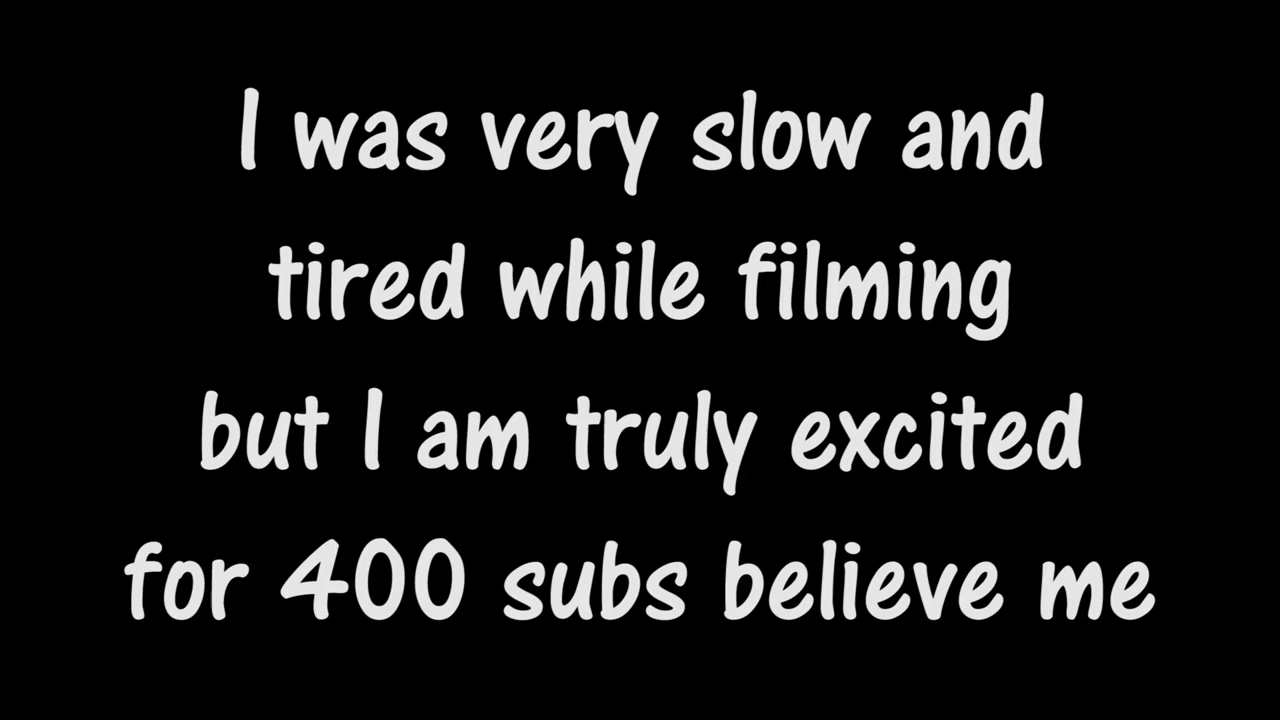 I was very slow and
tired while filming
but I am truly excited
for 400 subs believe me